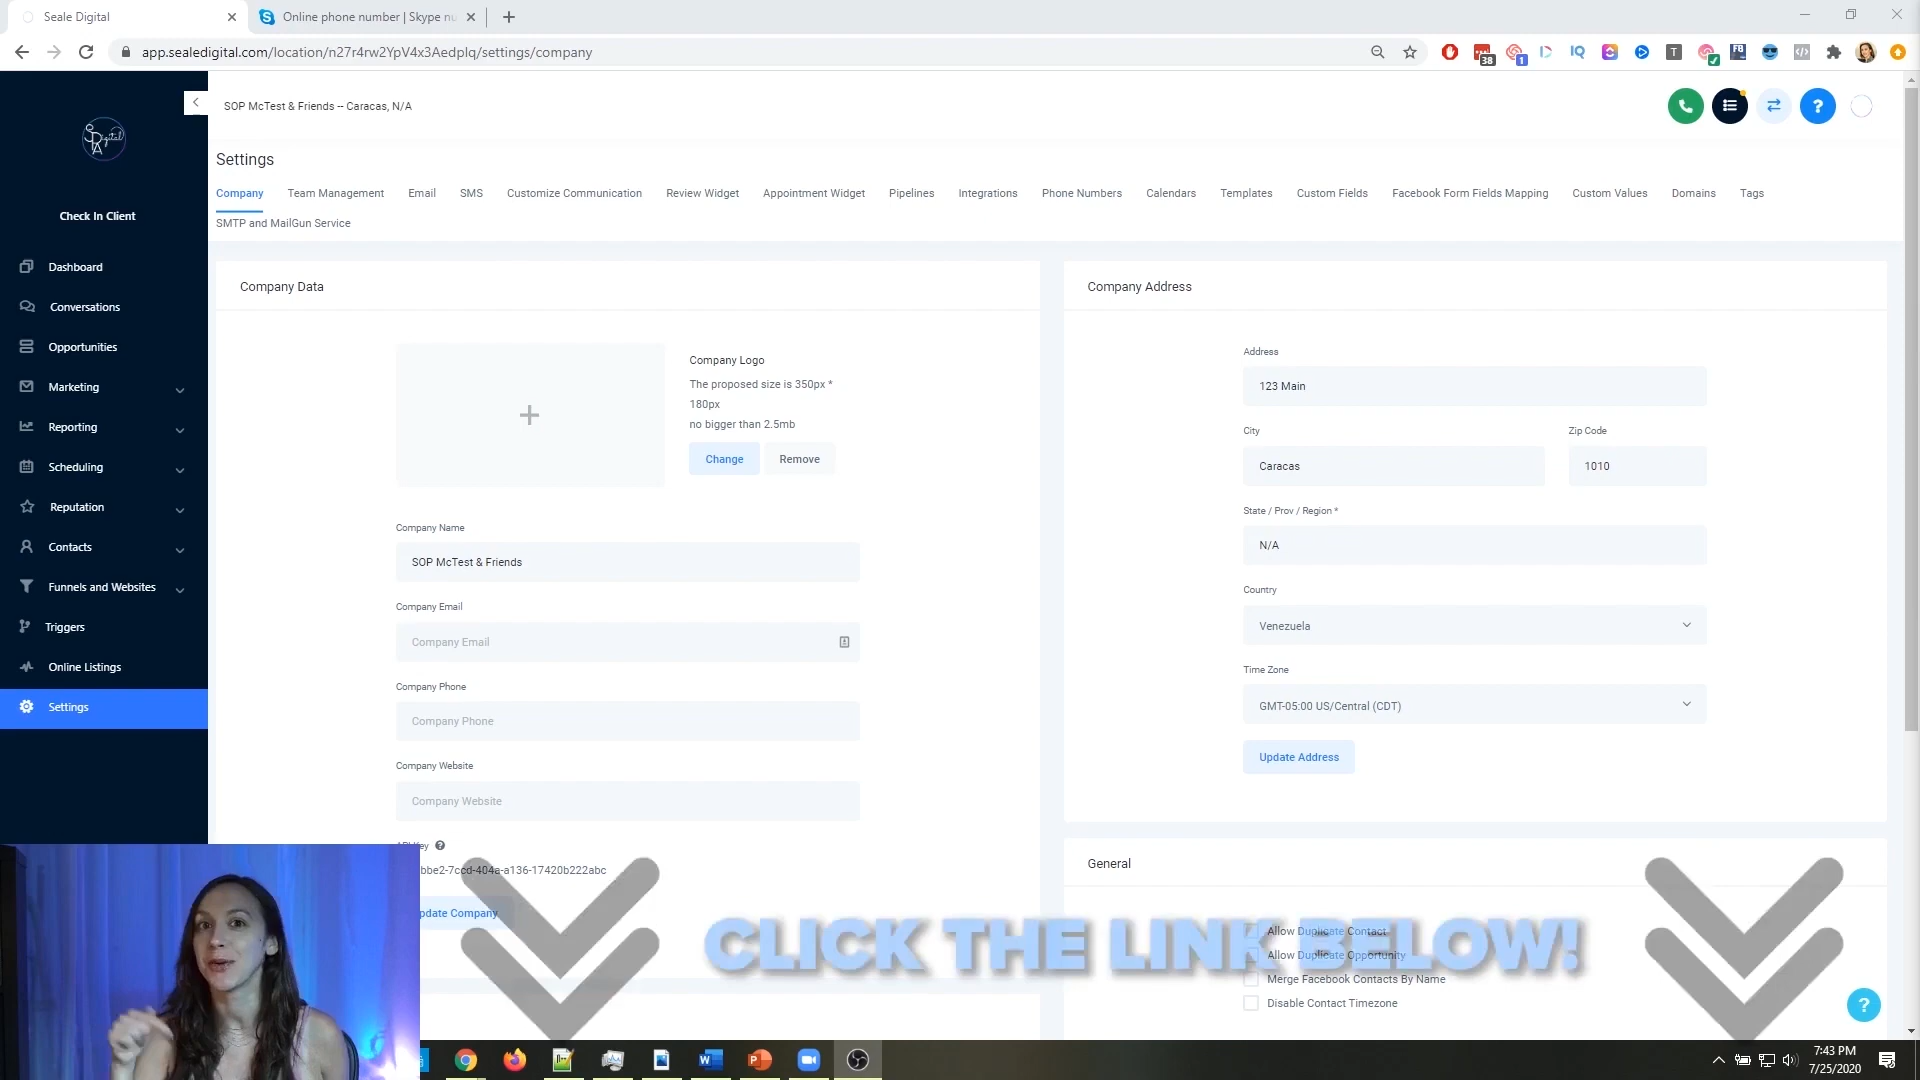 Seale Digital
Online phone number | Skype nu
app.sealedigital.com/location/n27r4rw2YpV4x3Aedplq/settings/company
38
1
IQ
T
FB
SOP McTest & Friends -- Caracas, N/A
Check In Client
Dashboard
Conversations
Opportunities
Marketing
Reporting
Scheduling
Reputation
Contacts
Funnels and Websites
Triggers
Online Listings
Settings
Settings
Company Team Management Email SMS Customize Communication Review Widget Appointment Widget Pipelines Integrations Phone Numbers Calendars Templates Custom Fields Facebook Form Fields Mapping Custom Values Domains Tags
SMTP and MailGun Service
Company Data
Company Logo
The proposed size is 350px *
180px
no bigger than 2.5mb
Change Remove
Company Name
SOP McTest & Friends
Company Email
Company Email
Company Phone
Company Phone
Company Website
Company Website
bbe2-7ccd-404a-a136-17420b222abc
pdate Company
Company Address
Address
123 Main
City Zip Code
Caracas 1010
State / Prov / Region *
N/A
Country
Venezuela
Time Zone
GMT-05:00 US/Central (CDT)
Update Address
General
Allow Duplicate Contact
Allow Duplicate Opportunity
Merge Facebook Contacts By Name
Disable Contact Timezone
CLICK THE LINK BELOW!
7:43 PM
7/25/2020